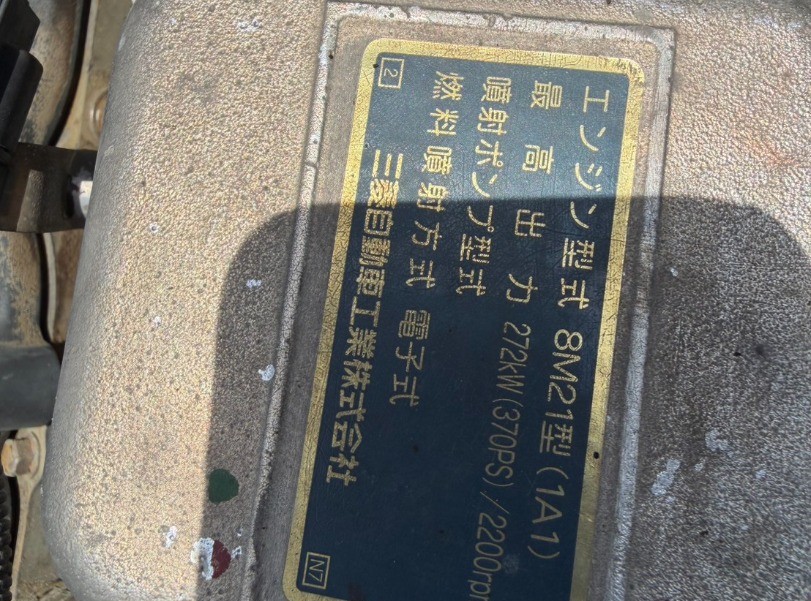 エンジン型式 8M21型(1A1)
最高出力 272kW(370PS)/2200rpm
噴射ポンプ型式
燃料噴射方式 電子式
2 三菱自動車工業株式会社 N7